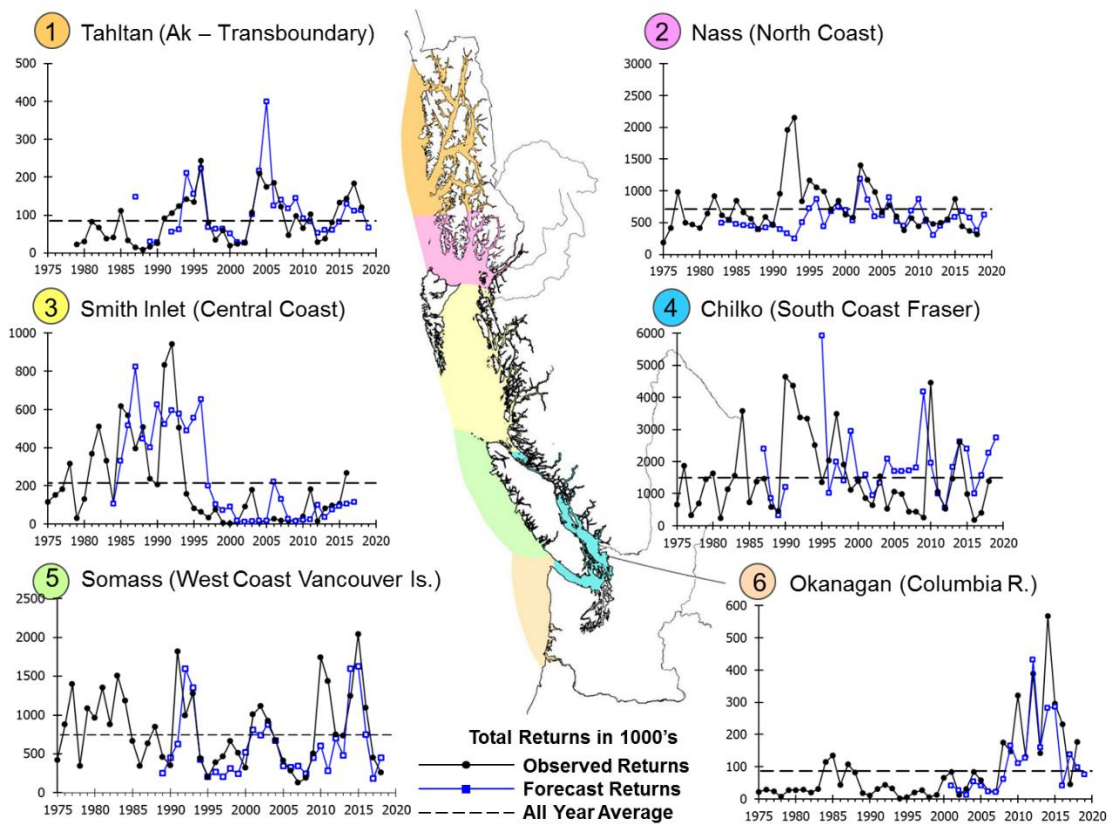 1 Tahltan (Ak – Transboundary)
500
400
300
200
100
0
1975 1980 1985 1990 1995 2000 2005 2010 2015 2020
2 Nass (North Coast)
3000
2500
2000
1500
1000
500
0
1975 1980 1985 1990 1995 2000 2005 2010 2015 2020
3 Smith Inlet (Central Coast)
1000
800
600
400
200
0
1975 1980 1985 1990 1995 2000 2005 2010 2015 2020
4 Chilko (South Coast Fraser)
6000
5000
4000
3000
2000
1000
0
1975 1980 1985 1990 1995 2000 2005 2010 2015 2020
5 Somass (West Coast Vancouver Is.)
2500
2000
1500
1000
500
0
1975 1980 1985 1990 1995 2000 2005 2010 2015 2020
6 Okanagan (Columbia R.)
600
500
400
300
200
100
0
1975 1980 1985 1990 1995 2000 2005 2010 2015 2020
Total Returns in 1000's
Observed Returns
Forecast Returns
All Year Average